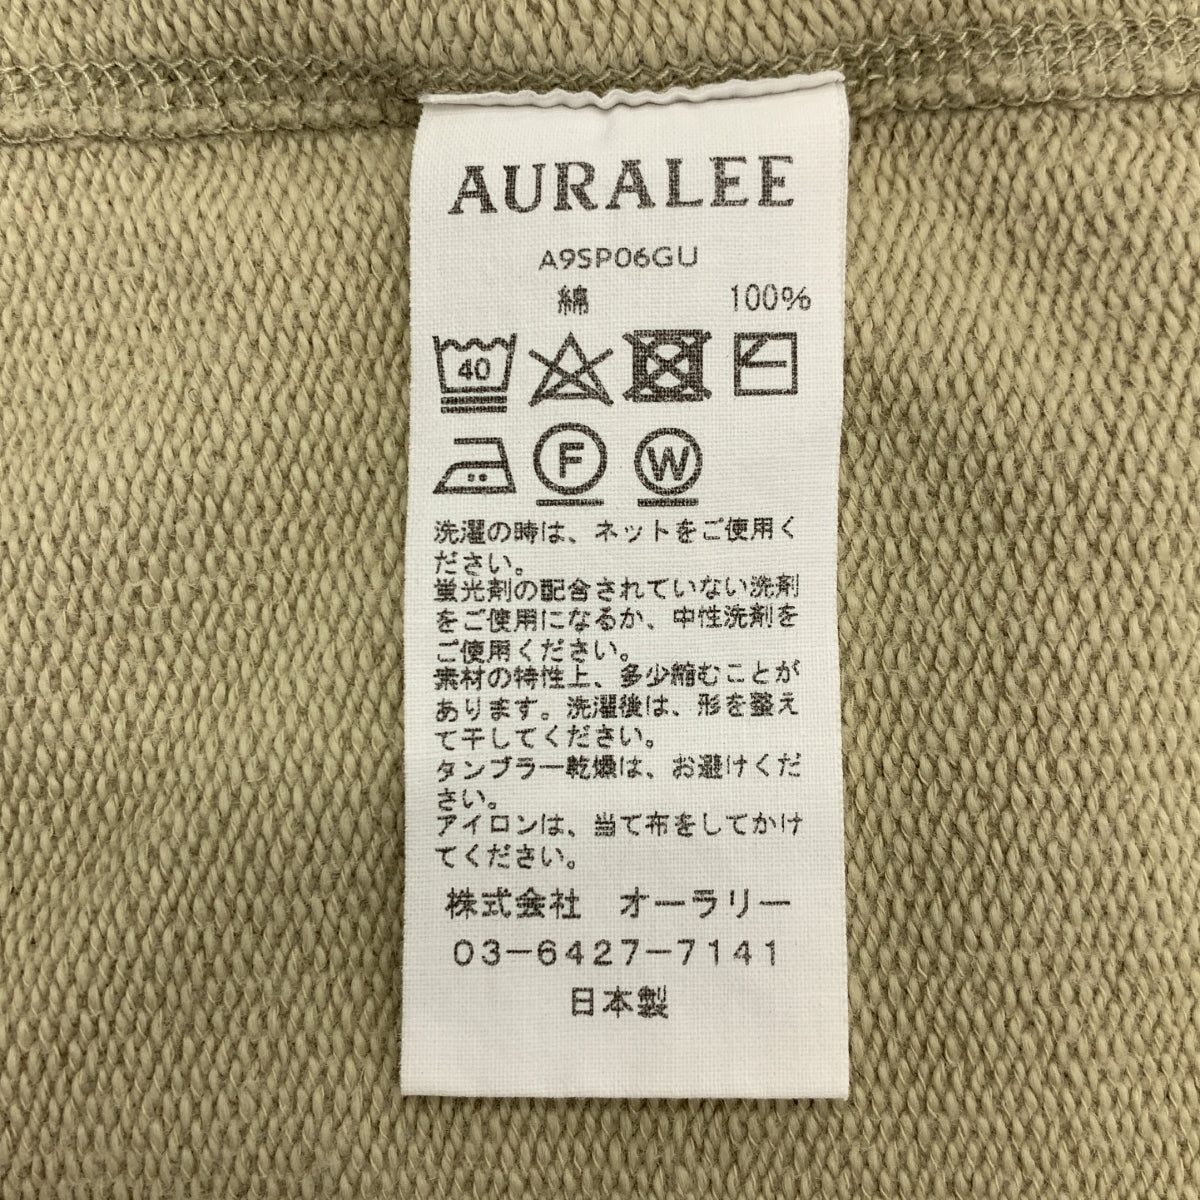 AURALEE
A9SP06GU
綿 100%
40
F W
洗濯の時は、ネットをご使用く
ださい。
蛍光剤の配合されていない洗剤
をご使用になるか、中性洗剤を
ご使用ください。
素材の特性上、多少縮むことが
あります。洗濯後は、形を整え
て干してください。
タンブラー乾燥は、お避けくだ
さい。
アイロンは、当て布をしてかけ
てください。
株式会社　オーラリー
03-6427-7141
日本製